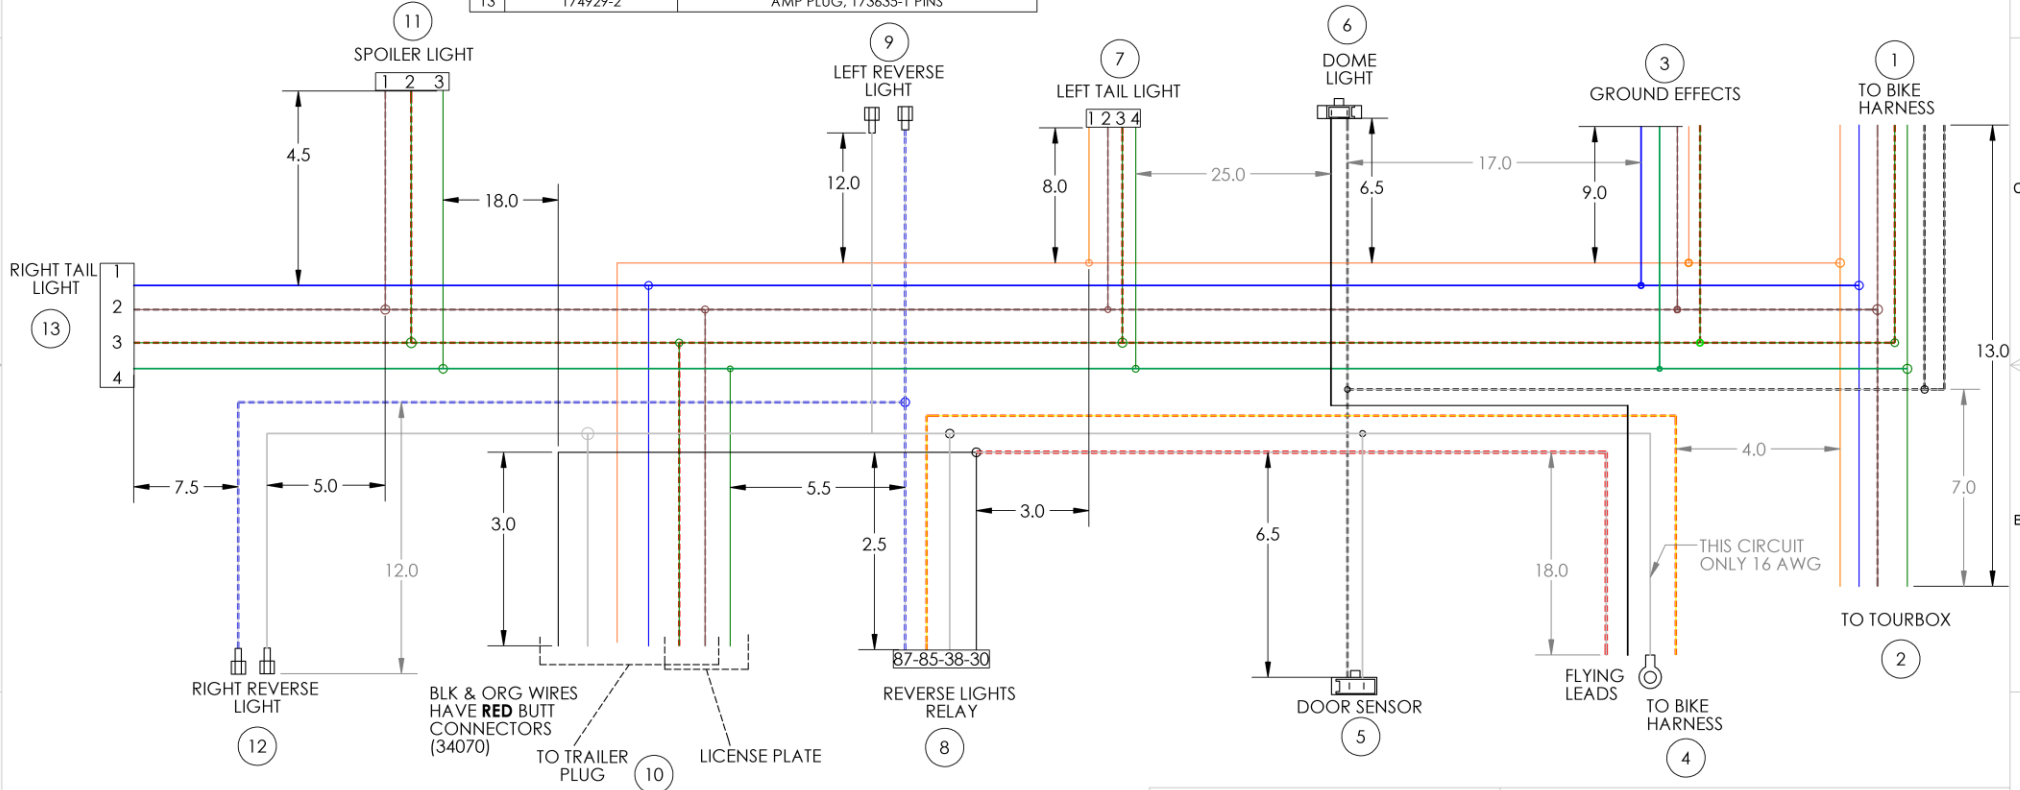 13 174929-2 AMP PLUG, 173635-1 PINS
11
SPOILER LIGHT
1 2 3
9
LEFT REVERSE
LIGHT
7
LEFT TAIL LIGHT
1 2 3 4
6
DOME
LIGHT
3
GROUND EFFECTS
1
TO BIKE
HARNESS
4.5
18.0
12.0
8.0
25.0
6.5
17.0
9.0
C
RIGHT TAIL
LIGHT
13
1
2
3
4
13.0
7.5
5.0
12.0
3.0
5.5
2.5
3.0
6.5
18.0
4.0
7.0
B
THIS CIRCUIT
ONLY 16 AWG
87-85-38-30
RIGHT REVERSE
LIGHT
12
BLK & ORG WIRES
HAVE RED BUTT
CONNECTORS
(34070)
TO TRAILER
PLUG
10
LICENSE PLATE
REVERSE LIGHTS
RELAY
8
DOOR SENSOR
5
FLYING
LEADS
TO BIKE
HARNESS
4
TO TOURBOX
2